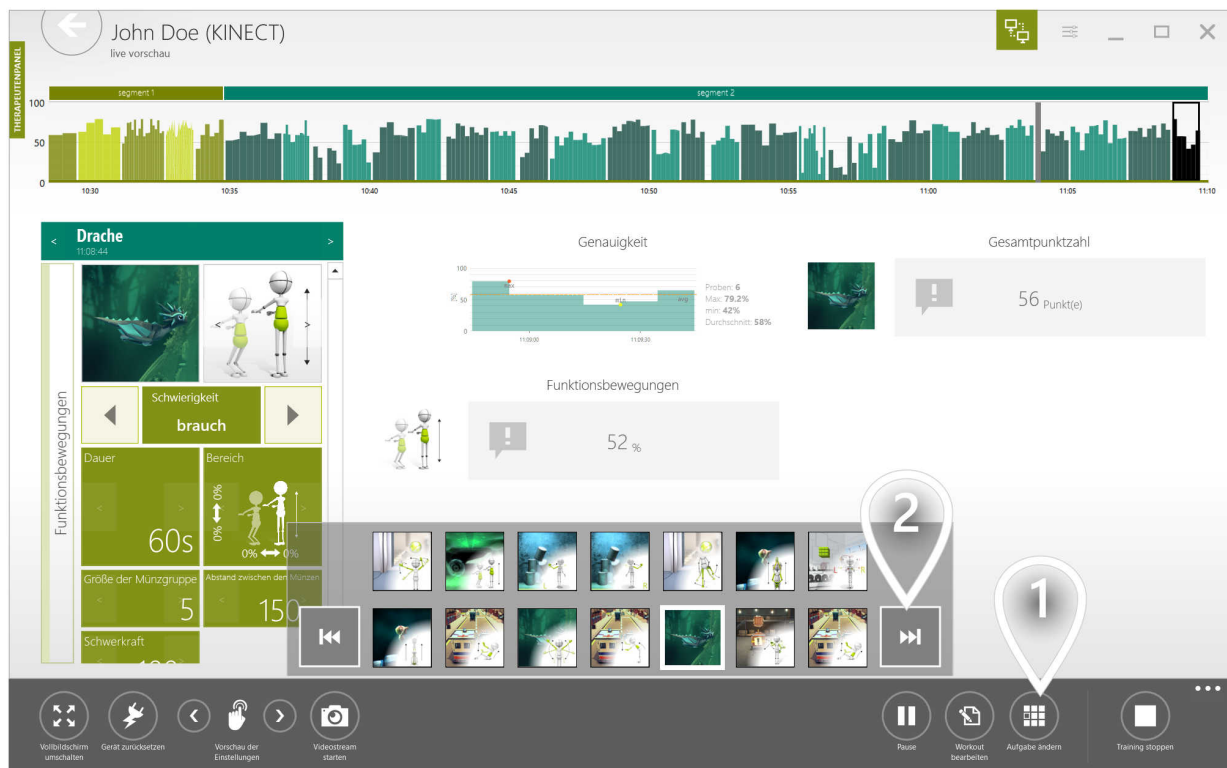 John Doe (KINECT)
live vorschau
THERAPEUTENPANEL
segment 1
segment 2
100
50
0
10:30
10:35
10:40
10:45
10:50
10:55
11:00
11:05
11:10
Drache
11:08:44
Funktionsbewegungen
Schwierigkeit
brauch
Dauer
60s
Bereich
0% 0%
0% 0%
Größe der Münzgruppe
5
Abstand zwischen den Münzen
150
Schwerkraft
Genauigkeit
100
50
0
%
max
min
avg
11:09:00
11:09:30
Proben: 6
Max: 79.2%
min: 42%
Durchschnitt: 58%
Gesamtpunktzahl
56 Punkt(e)
Funktionsbewegungen
52 %
2
1
Vollbildschirm
umschalten
Gerät zurücksetzen
Vorschau der
Einstellungen
Videostream
starten
Pause
Workout
bearbeiten
Aufgabe ändern
Training stoppen